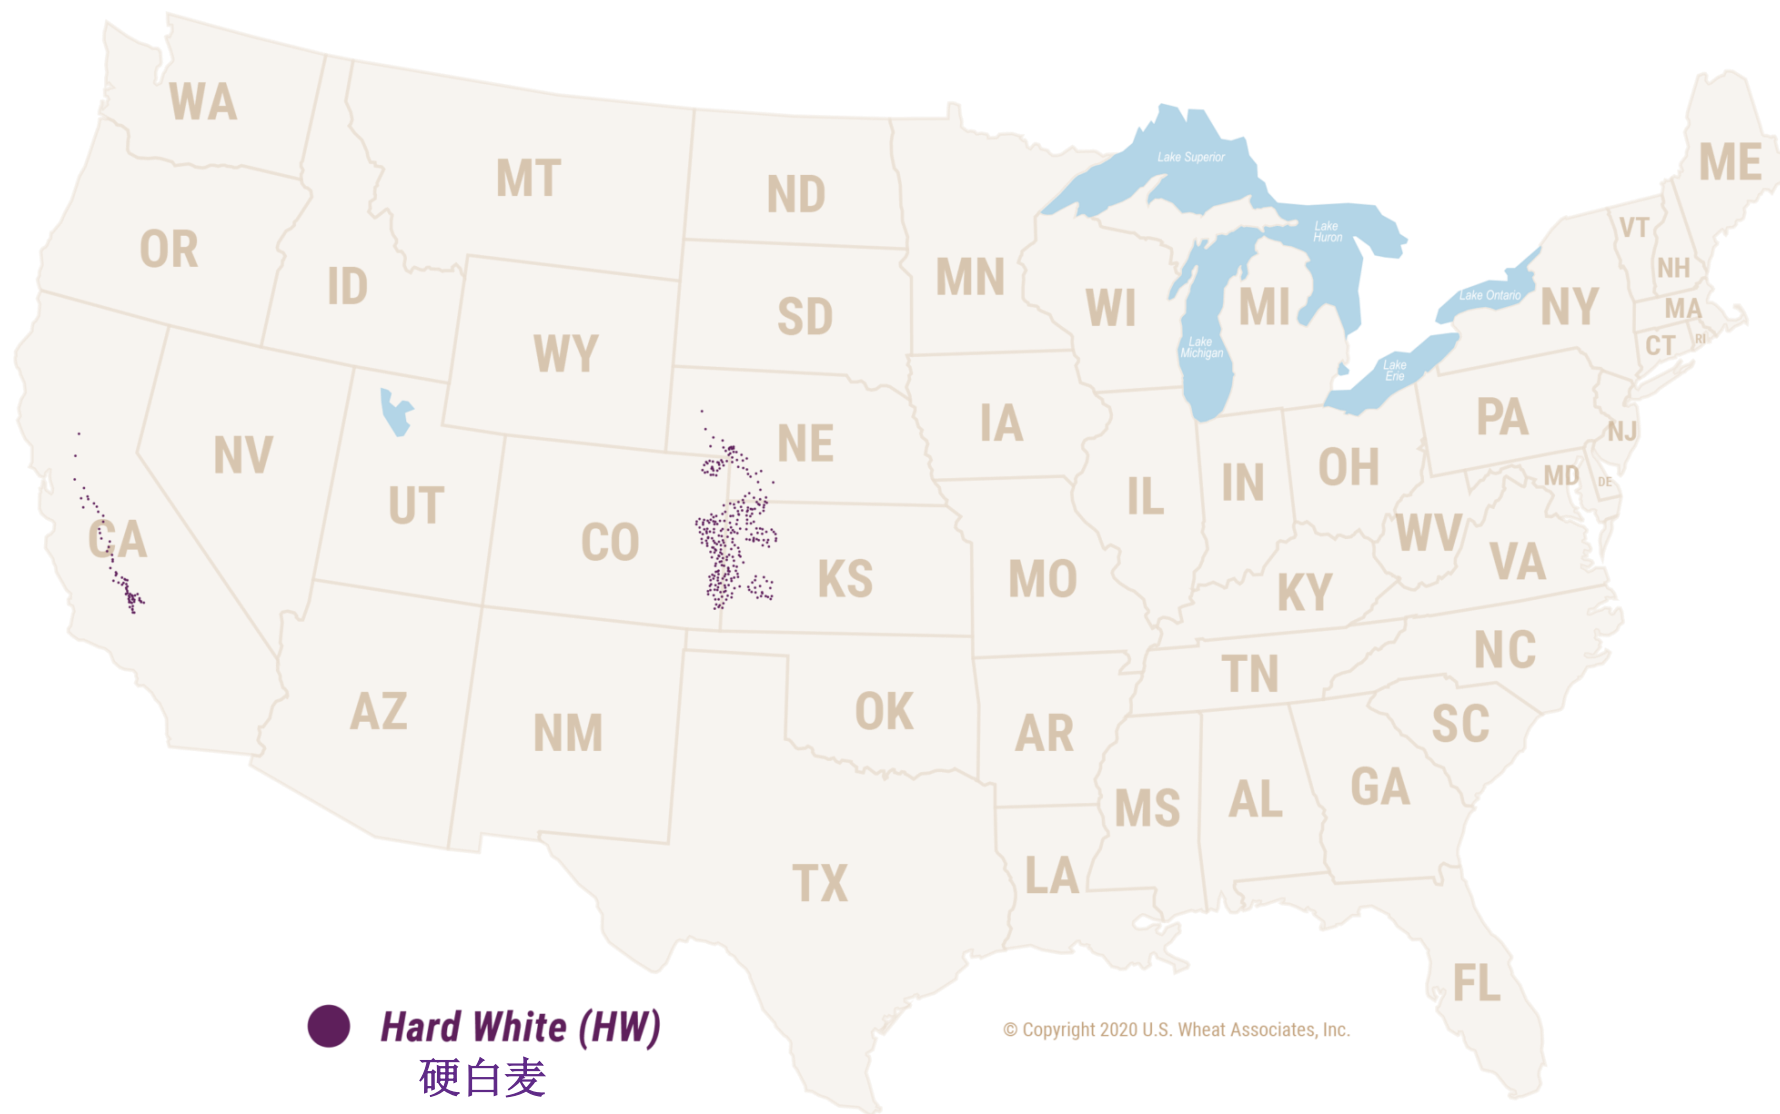 WA
MT
ND
MN
OR
ID
SD
WY
WI
MI
NY
ME
VT
NH
MA
CT
RI
Lake Superior
Lake
Huron
Lake Ontario
Lake
Michigan
Lake
Erie
NV
UT
CA
CO
NE
KS
IA
IL
IN
OH
PA
NJ
MD
DE
WV
VA
MO
KY
AZ
NM
OK
AR
TN
NC
SC
TX
LA
MS
AL
GA
FL
Hard White (HW)
硬白麦
© Copyright 2020 U.S. Wheat Associates, Inc.